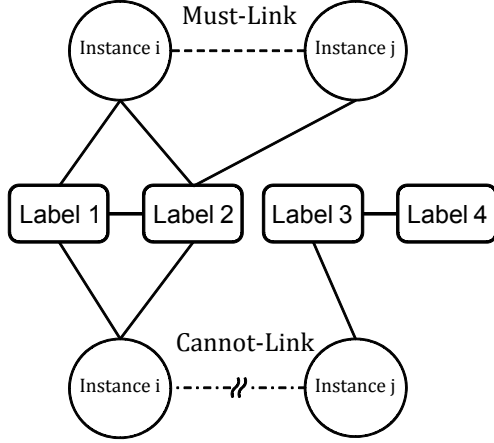 Must-Link
Instance i
Instance j
Label 1
Label 2
Label 3
Label 4
Cannot-Link
Instance i
Instance j